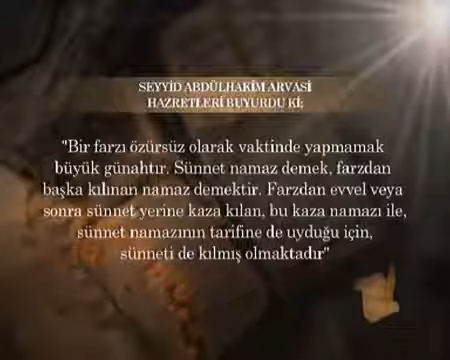 SEYYİD ABDÜLHAKİM ARVASİ
HAZRETLERİ BUYURDU Kİ;
"Bir farzı özürsüz olarak vaktinde yapmamak
büyük günahtır. Sünnet namaz demek, farzdan
başka kılınan namaz demektir. Farzdan evvel veya
sonra sünnet yerine kaza kılan, bu kaza namazı ile,
sünnet namazının tarifine de uyduğu için,
sünneti de kılmış olmaktadır"